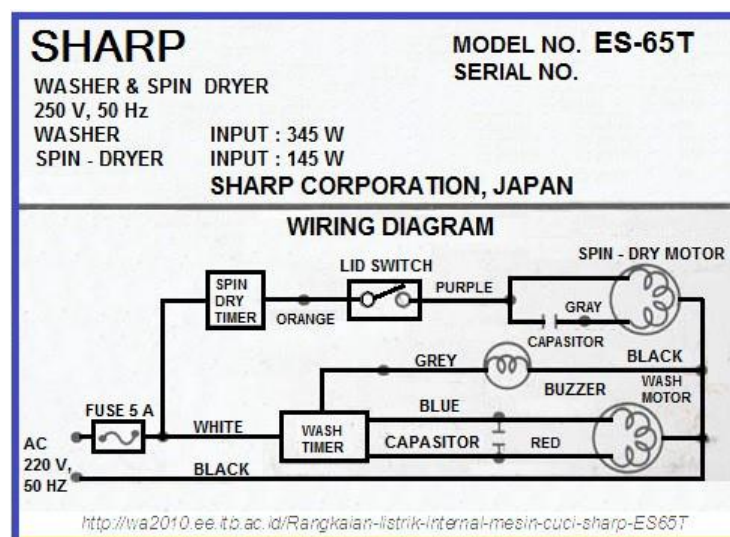 SHARP
MODEL NO. ES-65T
SERIAL NO.
WASHER & SPIN DRYER
250 V, 50 Hz
WASHER INPUT : 345 W
SPIN - DRYER INPUT : 145 W
SHARP CORPORATION, JAPAN
WIRING DIAGRAM
SPIN - DRY MOTOR
LID SWITCH
SPIN
DRY
TIMER
ORANGE
PURPLE
GRAY
CAPASITOR
GREY
BLACK
BUZZER
WASH
MOTOR
FUSE 5 A
WHITE
WASH
TIMER
BLUE
CAPASITOR
RED
AC
220 V,
50 HZ
BLACK
http://wa2010.ee.itb.ac.id/Rangkaian-listrik-internal-mesin-cuci-sharp-ES65T